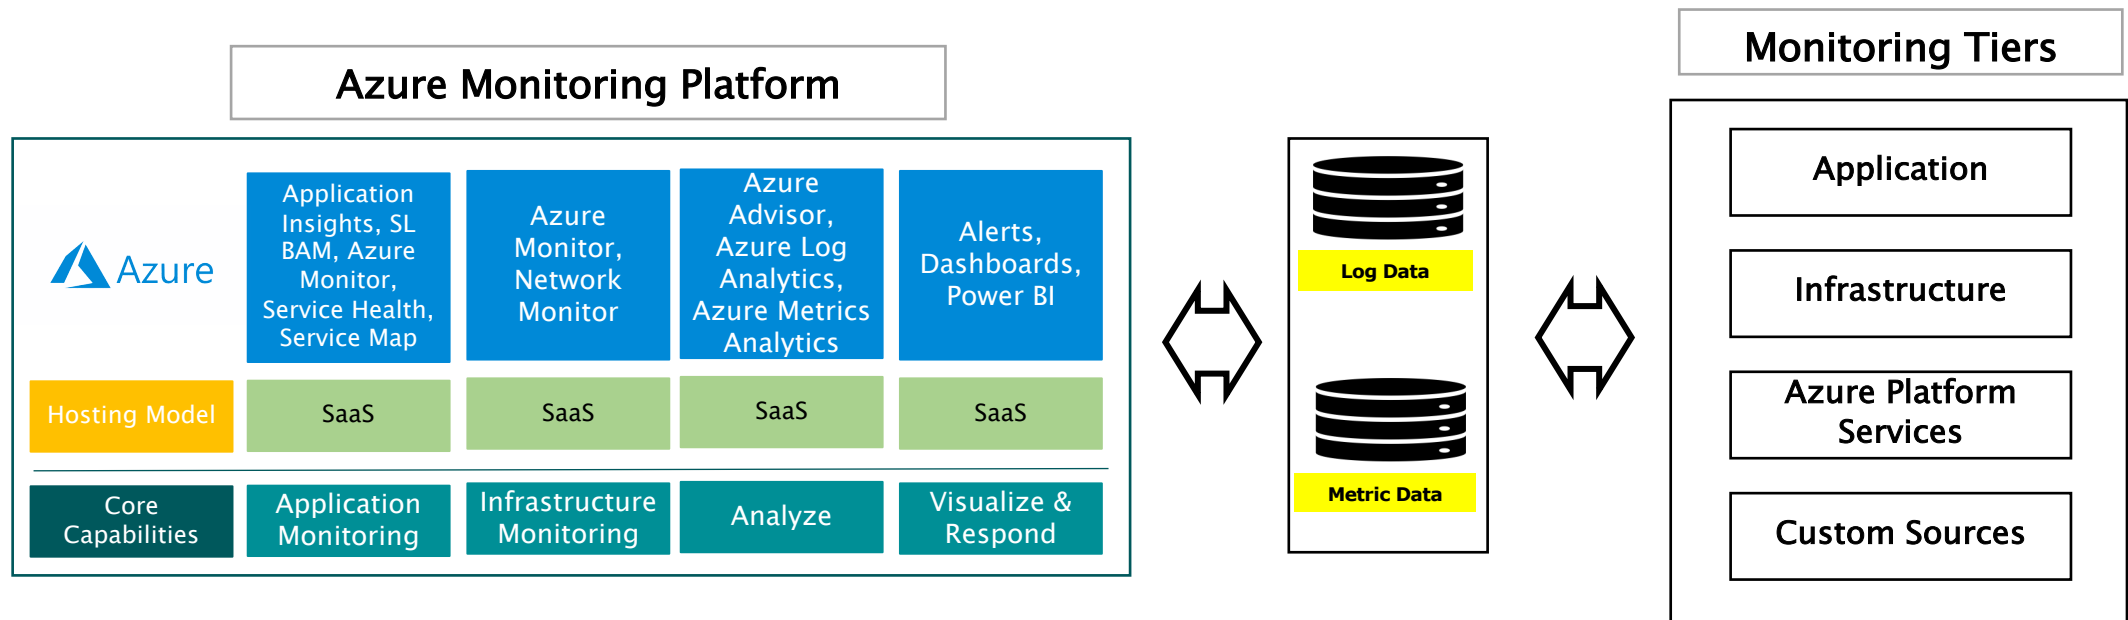 Azure Monitoring Platform
Monitoring Tiers
Azure
Application
Insights, SL
BAM, Azure
Monitor,
Service Health,
Service Map
Azure
Monitor,
Network
Monitor
Azure
Advisor,
Azure Log
Analytics,
Azure Metrics
Analytics
Alerts,
Dashboards,
Power BI
Hosting Model
SaaS
SaaS
SaaS
SaaS
Core
Capabilities
Application
Monitoring
Infrastructure
Monitoring
Analyze
Visualize &
Respond
Log Data
Metric Data
Application
Infrastructure
Azure Platform
Services
Custom Sources